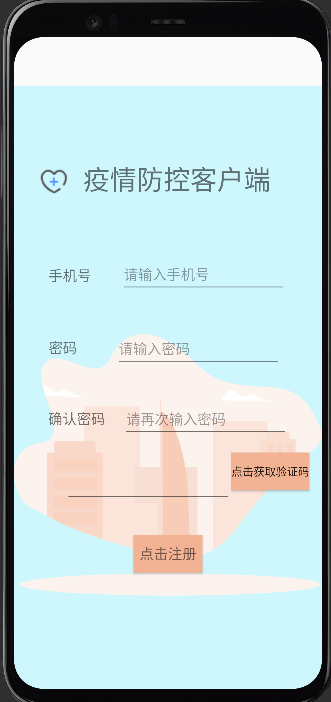 疫情防控客户端
手机号 请输入手机号
密码 请输入密码
确认密码 请再次输入密码
点击获取验证码
点击注册